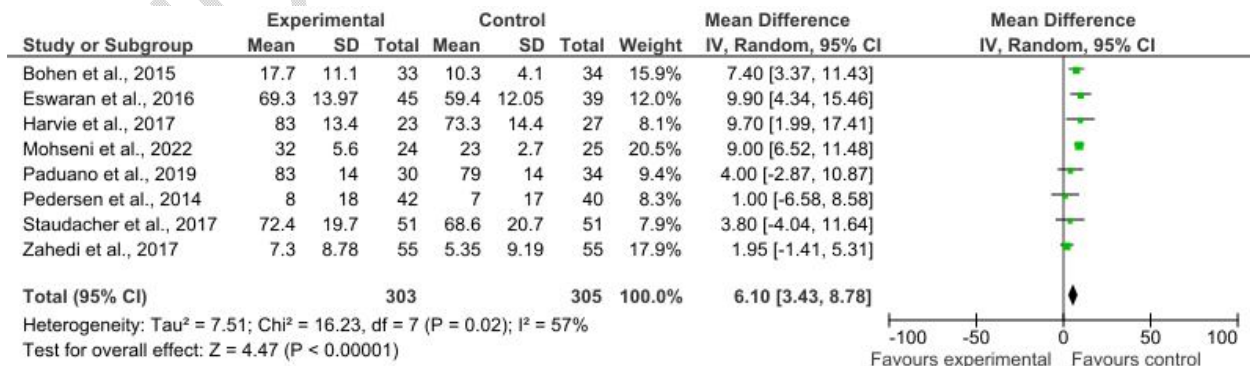 Experimental Control Mean Difference Mean Difference
Study or Subgroup Mean SD Total Mean SD Total Weight IV, Random, 95% CI IV, Random, 95% CI
Bohen et al., 2015 17.7 11.1 33 10.3 4.1 34 15.9% 7.40 [3.37, 11.43]
Eswaran et al., 2016 69.3 13.97 45 59.4 12.05 39 12.0% 9.90 [4.34, 15.46]
Harvie et al., 2017 83 13.4 23 73.3 14.4 27 8.1% 9.70 [1.99, 17.41]
Mohseni et al., 2022 32 5.6 24 23 2.7 25 20.5% 9.00 [6.52, 11.48]
Paduano et al., 2019 83 14 30 79 14 34 9.4% 4.00 [-2.87, 10.87]
Pedersen et al., 2014 8 18 42 7 17 40 8.3% 1.00 [-6.58, 8.58]
Staudacher et al., 2017 72.4 19.7 51 68.6 20.7 51 7.9% 3.80 [-4.04, 11.64]
Zahedi et al., 2017 7.3 8.78 55 5.35 9.19 55 17.9% 1.95 [-1.41, 5.31]
Total (95% CI) 303 305 100.0% 6.10 [3.43, 8.78]
Heterogeneity: Tau² = 7.51; Chi² = 16.23, df = 7 (P = 0.02); I² = 57%
Test for overall effect: Z = 4.47 (P < 0.00001)
-100 -50 0 50 100
Favours experimental Favours control